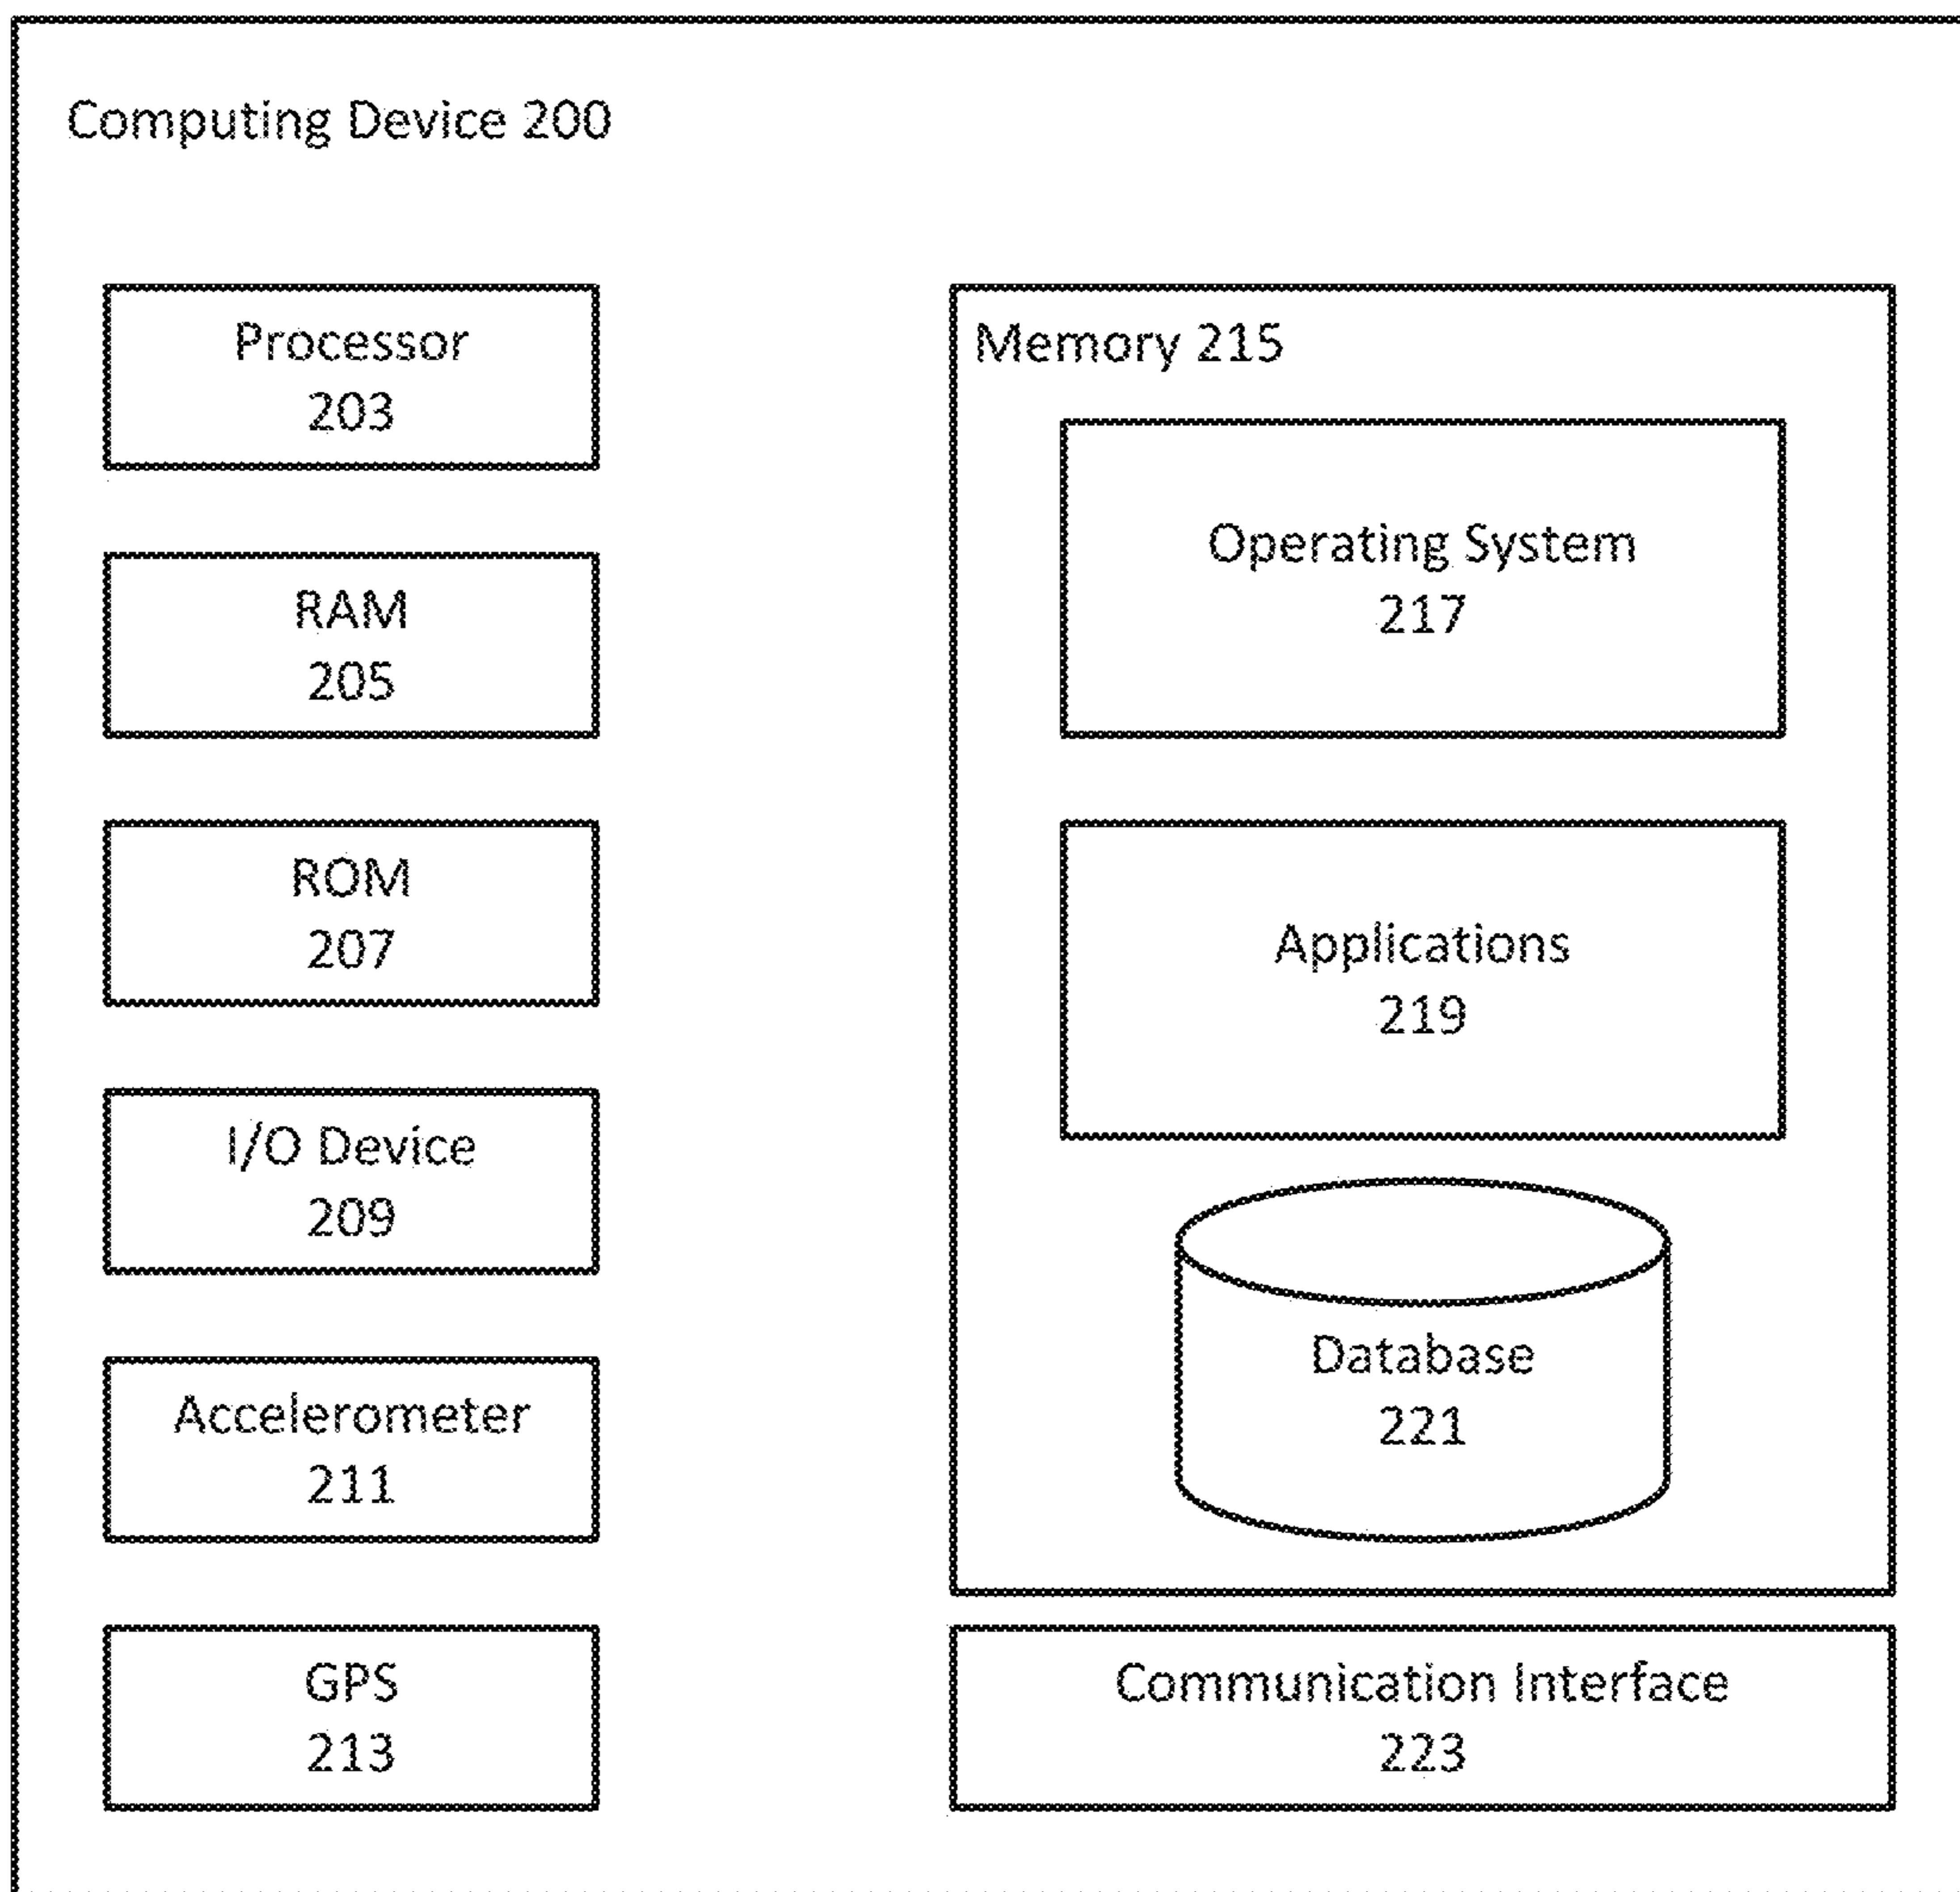 Computing Device 200
Processor
203
RAM
205
ROM
207
I/O Device
209
Accelerometer
211
GPS
213
Memory 215
Operating System
217
Applications
219
Database
221
Communication Interface
223